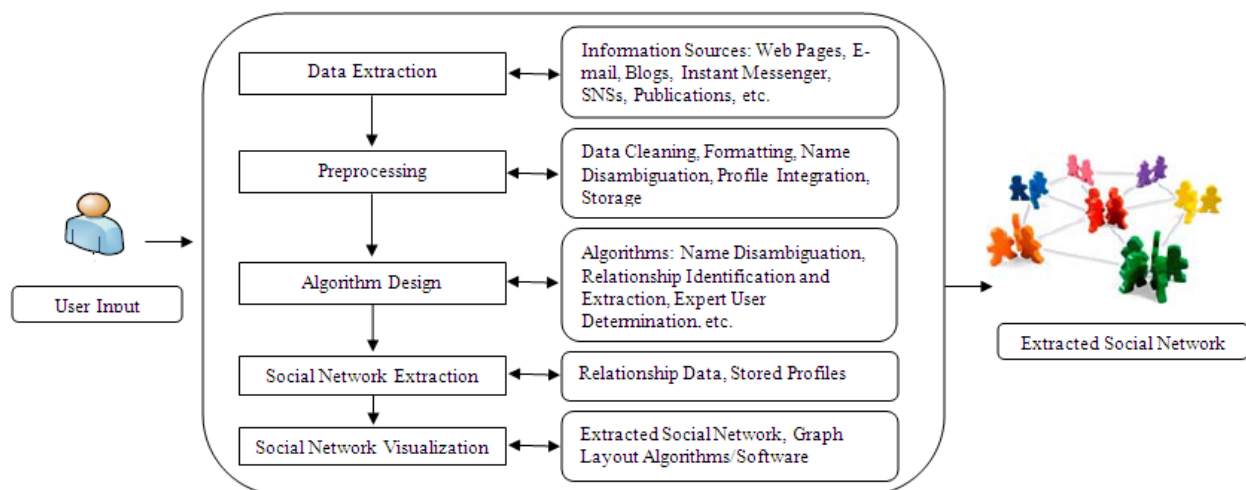 Data Extraction
Information Sources: Web Pages, E-
mail, Blogs, Instant Messenger,
SNSs, Publications, etc.
Preprocessing
Data Cleaning, Formatting, Name
Disambiguation, Profile Integration,
Storage
User Input
Algorithm Design
Algorithms: Name Disambiguation,
Relationship Identification and
Extraction, Expert User
Determination, etc.
Social Network Extraction
Relationship Data, Stored Profiles
Social Network Visualization
Extracted Social Network, Graph
Layout Algorithms/Software
Extracted Social Network